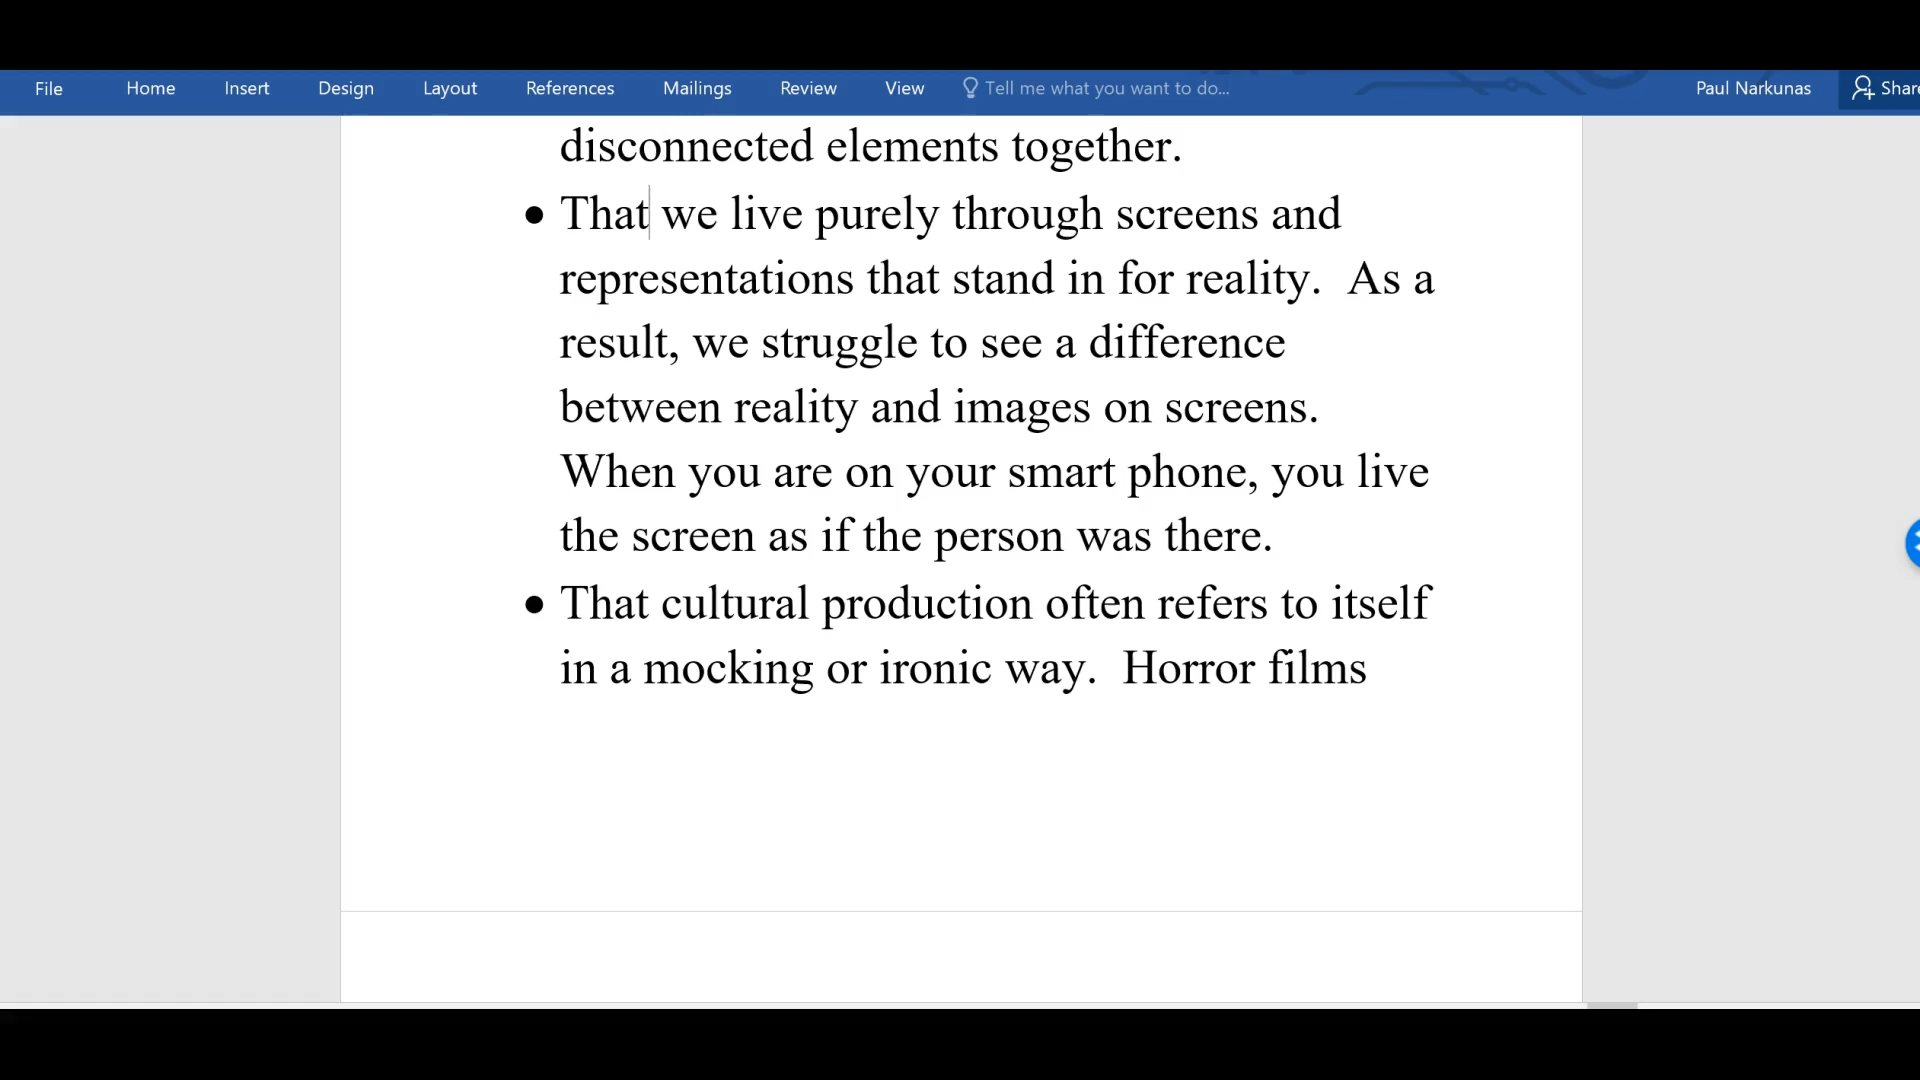 File Home Insert Design Layout References Mailings Review View Tell me what you want to do... Paul Narkunas Share
disconnected elements together.
• That we live purely through screens and
representations that stand in for reality.  As a
result, we struggle to see a difference
between reality and images on screens.
When you are on your smart phone, you live
the screen as if the person was there.
• That cultural production often refers to itself
in a mocking or ironic way.  Horror films